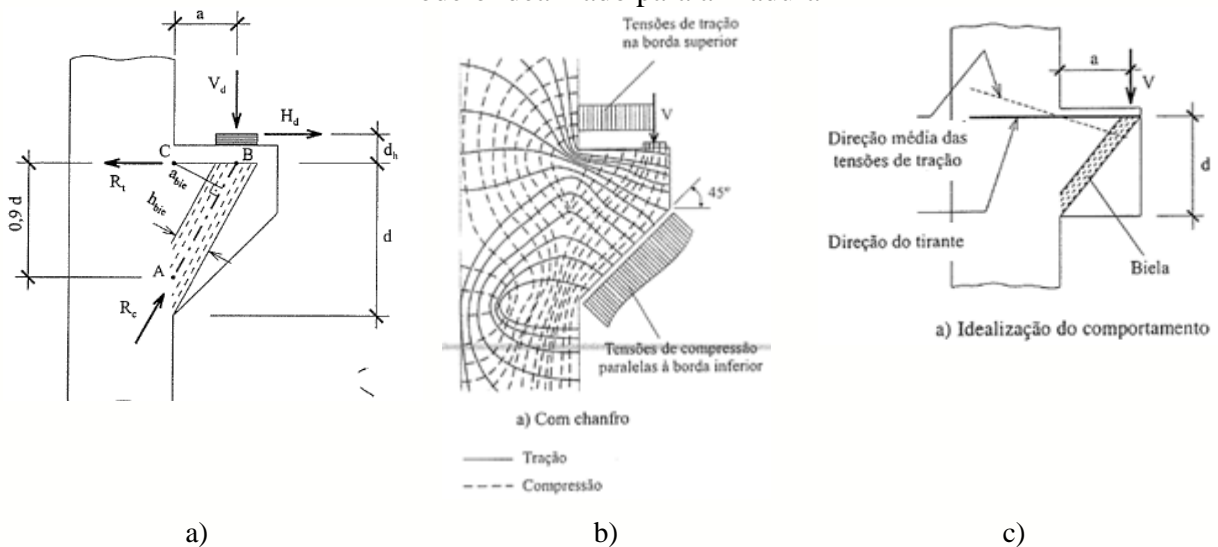 a
V_d
H_d
d_h
C
B
R_t
a_bie
h_bie
0,9 d
d
A
R_c
Tensões de tração
na borda superior
V
45º
Tensões de compressão
paralelas à borda inferior
a) Com chanfro
Tração
Compressão
a
V
Direção média das
tensões de tração
d
Direção do tirante
Biela
a) Idealização do comportamento
a)
b)
c)